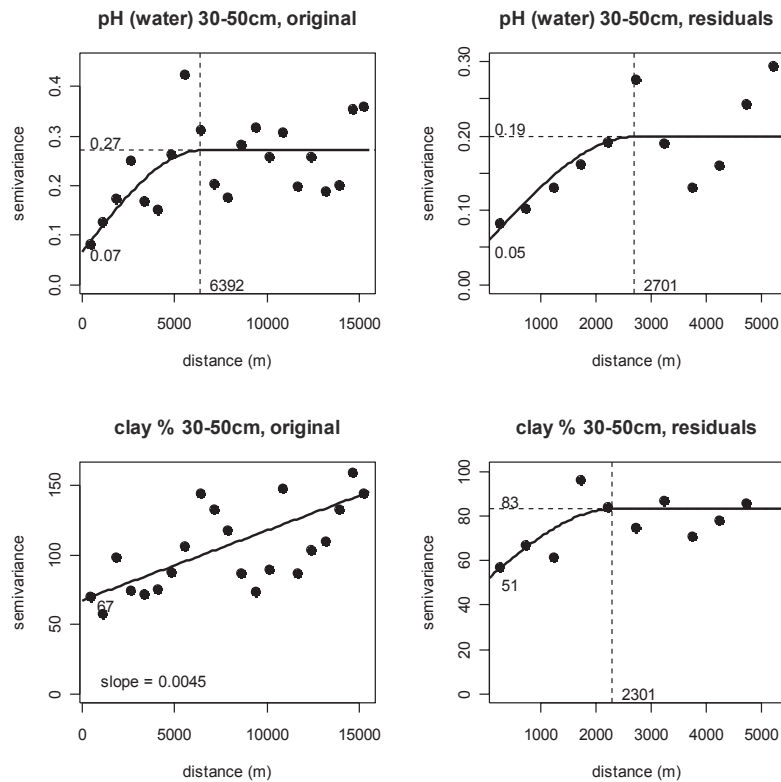 pH (water) 30-50cm, original
semivariance
0.0 0.1 0.2 0.3 0.4
0.27
0.07
6392
0 5000 10000 15000
distance (m)
pH (water) 30-50cm, residuals
semivariance
0.00 0.10 0.20 0.30
0.19
0.05
2701
1000 2000 3000 4000 5000
distance (m)
clay % 30-50cm, original
semivariance
0 50 100 150
67
slope = 0.0045
0 5000 10000 15000
distance (m)
clay % 30-50cm, residuals
semivariance
0 20 40 60 80 100
83
51
2301
1000 2000 3000 4000 5000
distance (m)